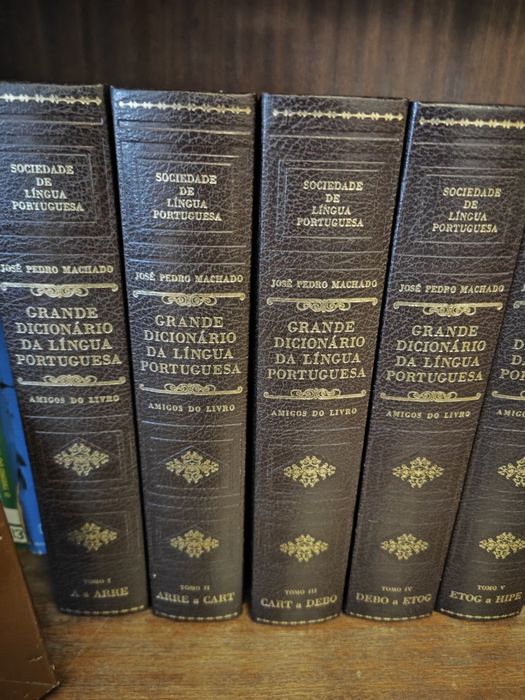 SOCIEDADE
DE
LÍNGUA
PORTUGUESA
JOSÉ PEDRO MACHADO
GRANDE
DICIONÁRIO
DA LÍNGUA
PORTUGUESA
AMIGOS DO LIVRO
TOMO I
A a ARRE
SOCIEDADE
DE
LÍNGUA
PORTUGUESA
JOSÉ PEDRO MACHADO
GRANDE
DICIONÁRIO
DA LÍNGUA
PORTUGUESA
AMIGOS DO LIVRO
TOMO II
ARRE a CART
SOCIEDADE
DE
LÍNGUA
PORTUGUESA
JOSÉ PEDRO MACHADO
GRANDE
DICIONÁRIO
DA LÍNGUA
PORTUGUESA
AMIGOS DO LIVRO
TOMO III
CART a DEBO
SOCIEDADE
DE
LÍNGUA
PORTUGUESA
JOSÉ PEDRO MACHADO
GRANDE
DICIONÁRIO
DA LÍNGUA
PORTUGUESA
AMIGOS DO LIVRO
TOMO IV
DEBO a ETOG
TOMO V
ETOG a HIPE